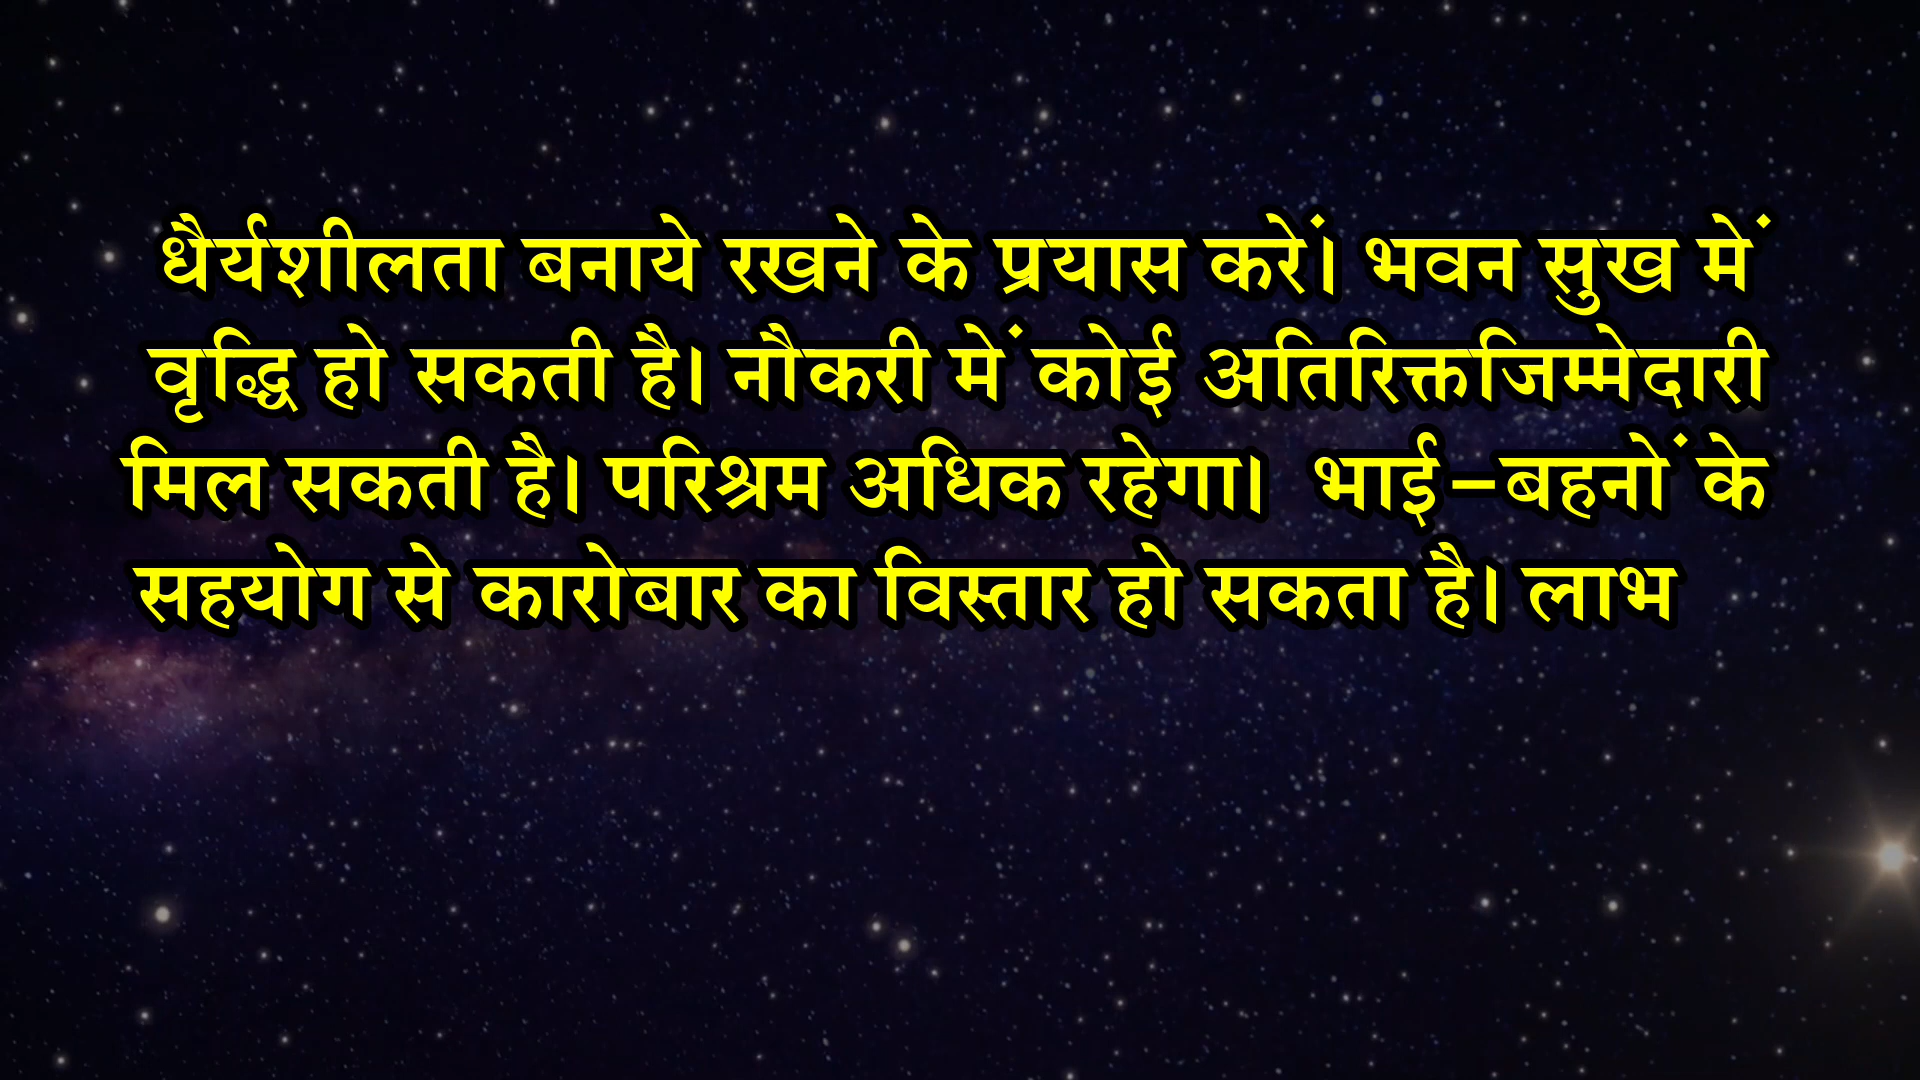 धैर्यशीलता बनाये रखने के प्रयास करें। भवन सुख में
वृद्धि हो सकती है। नौकरी में कोई अतिरिक्तजिम्मेदारी
मिल सकती है। परिश्रम अधिक रहेगा।  भाई-बहनों के
सहयोग से कारोबार का विस्तार हो सकता है। लाभ